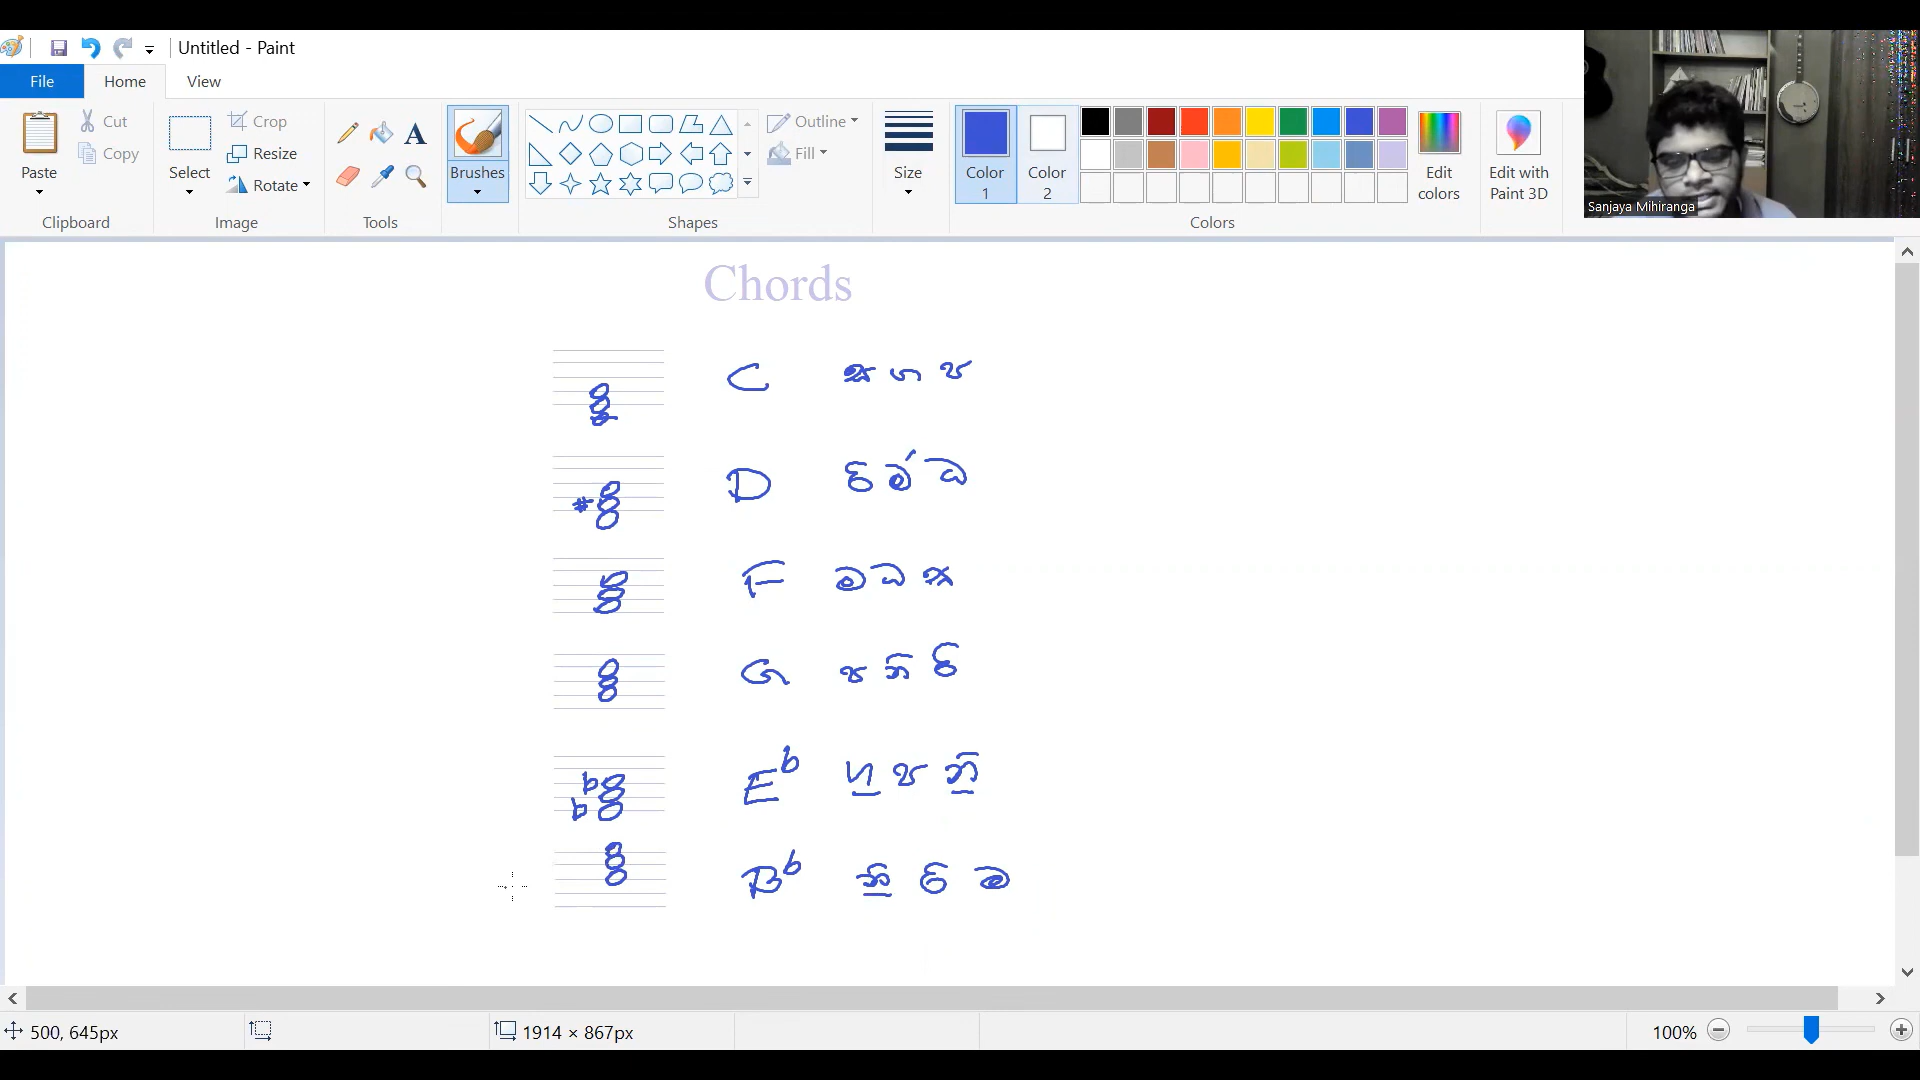 Untitled - Paint
File Home View
Paste Cut Copy Clipboard
Select Crop Resize Rotate Image
Tools
Brushes
Outline Fill Shapes
Size
Color 1 Color 2 Edit colors Colors
Edit with Paint 3D
Sanjaya Mihiranga
Chords
C ස ග ප
# D රි ම' ධ
F ම ධ ස
G ප නි රි
b b E b ග ප නි
B b නි රි ම
500, 645px 1914 × 867px 100%